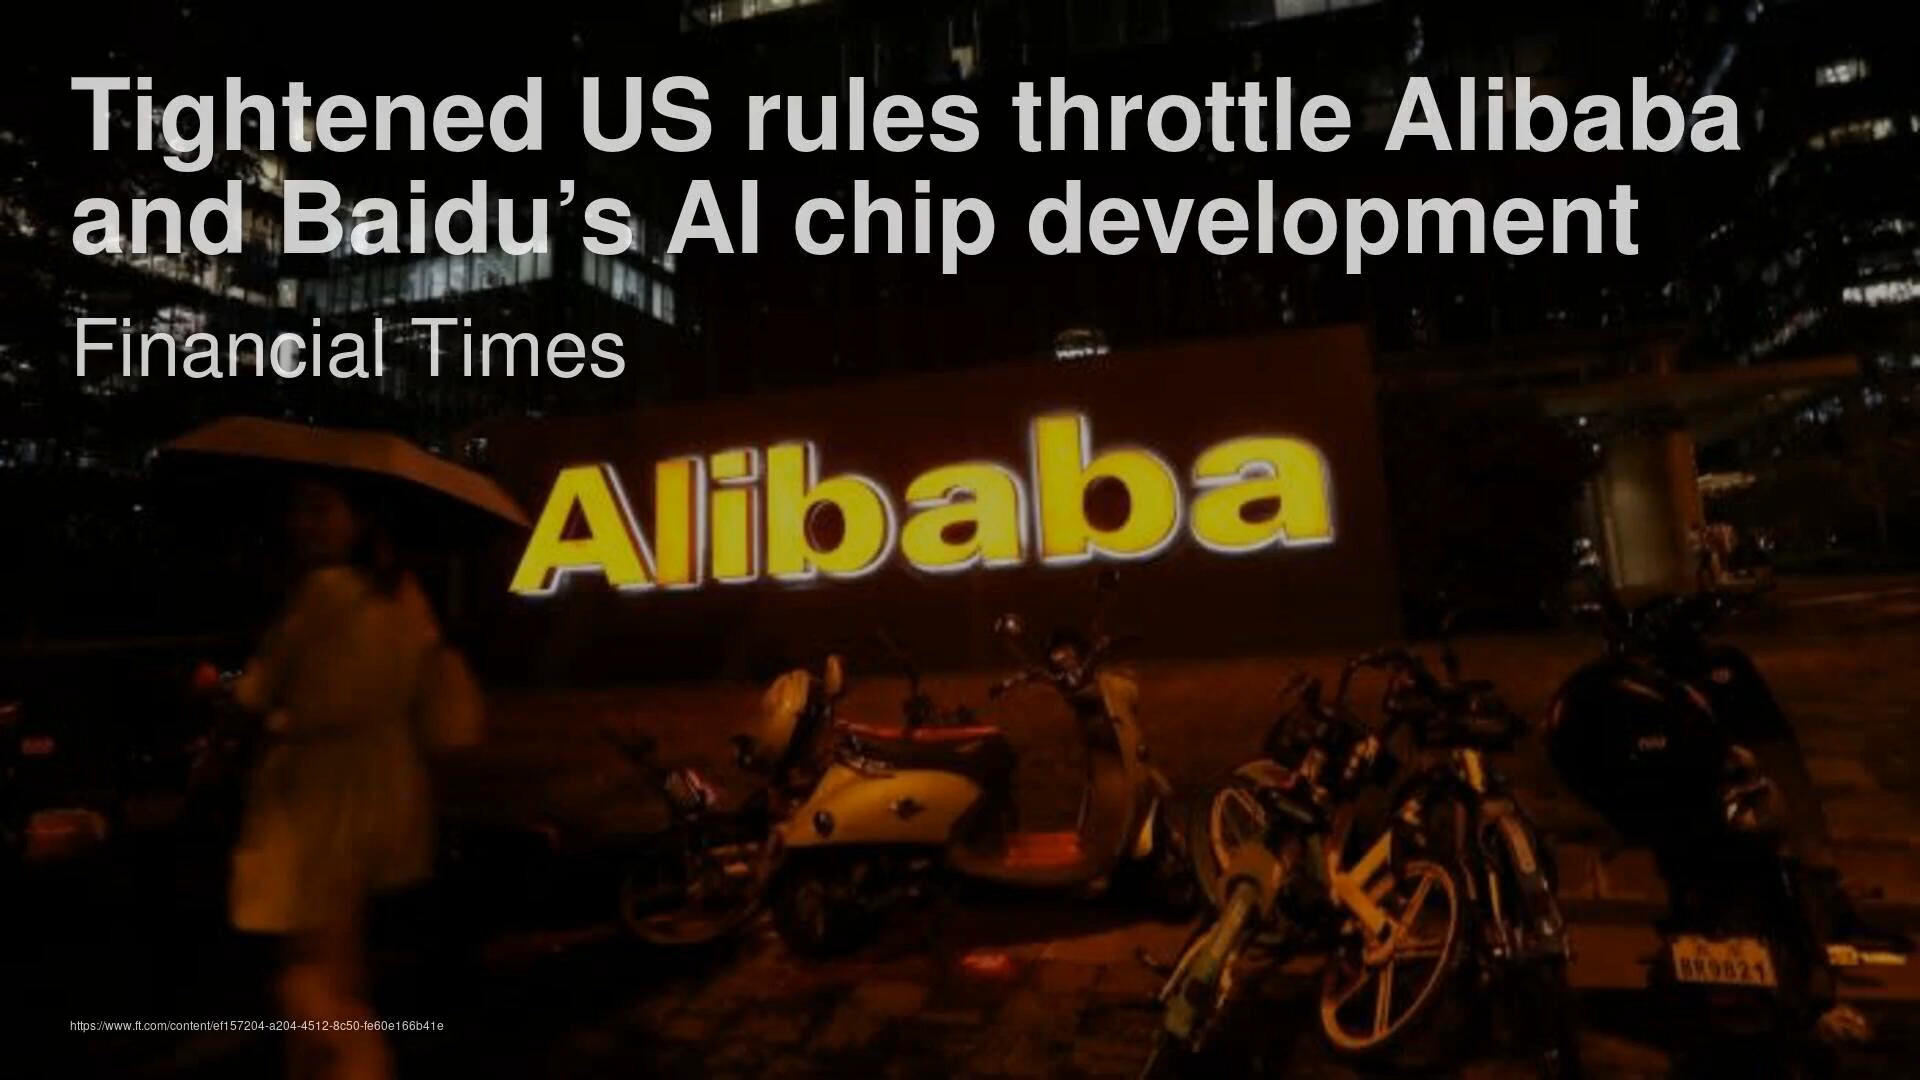 Tightened US rules throttle Alibaba
and Baidu’s AI chip development
Financial Times
Alibaba
BR9821
https://www.ft.com/content/ef157204-a204-4512-8c50-fe60e166b41e